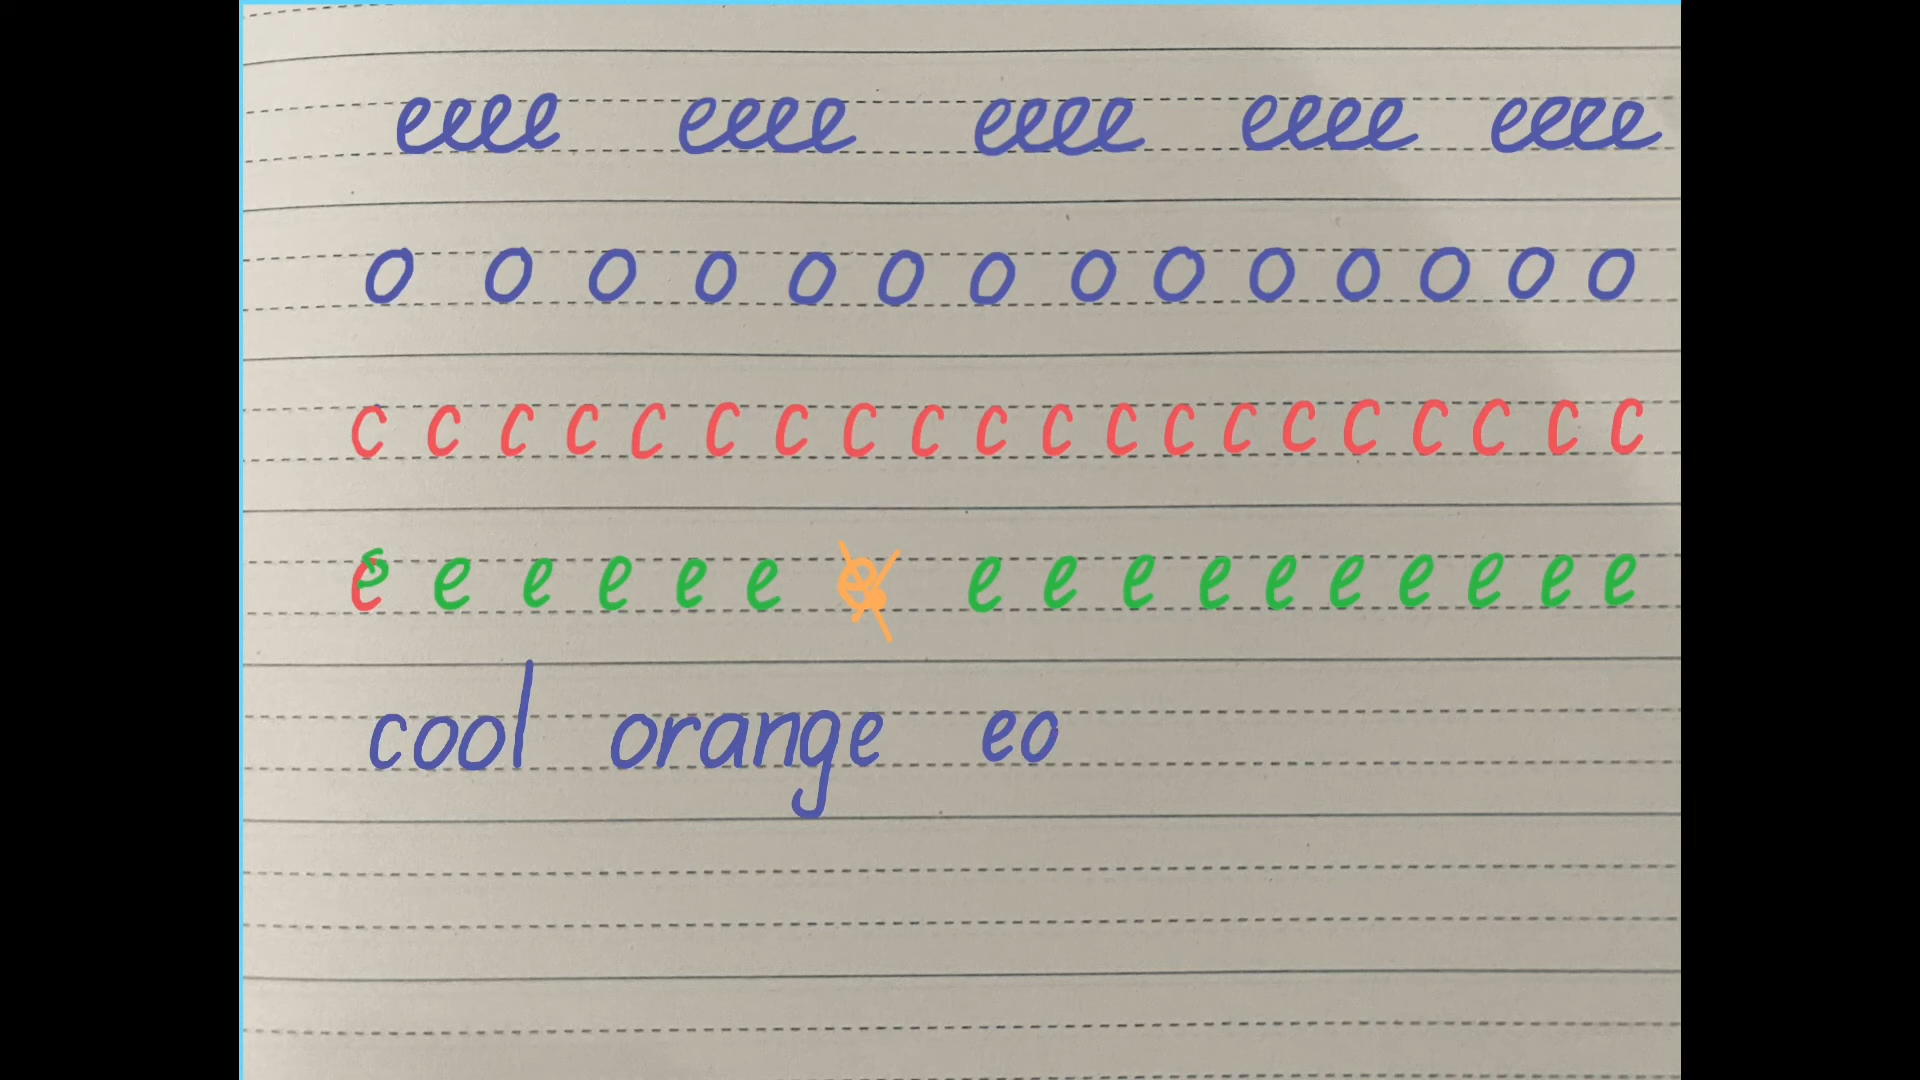 eeee eeee eeee eeee eeee
o o o o o o o o o o o o o o
c c c c c c c c c c c c c c c c c c c c
e e e e e e e e e e e e e e e e
cool orange eo